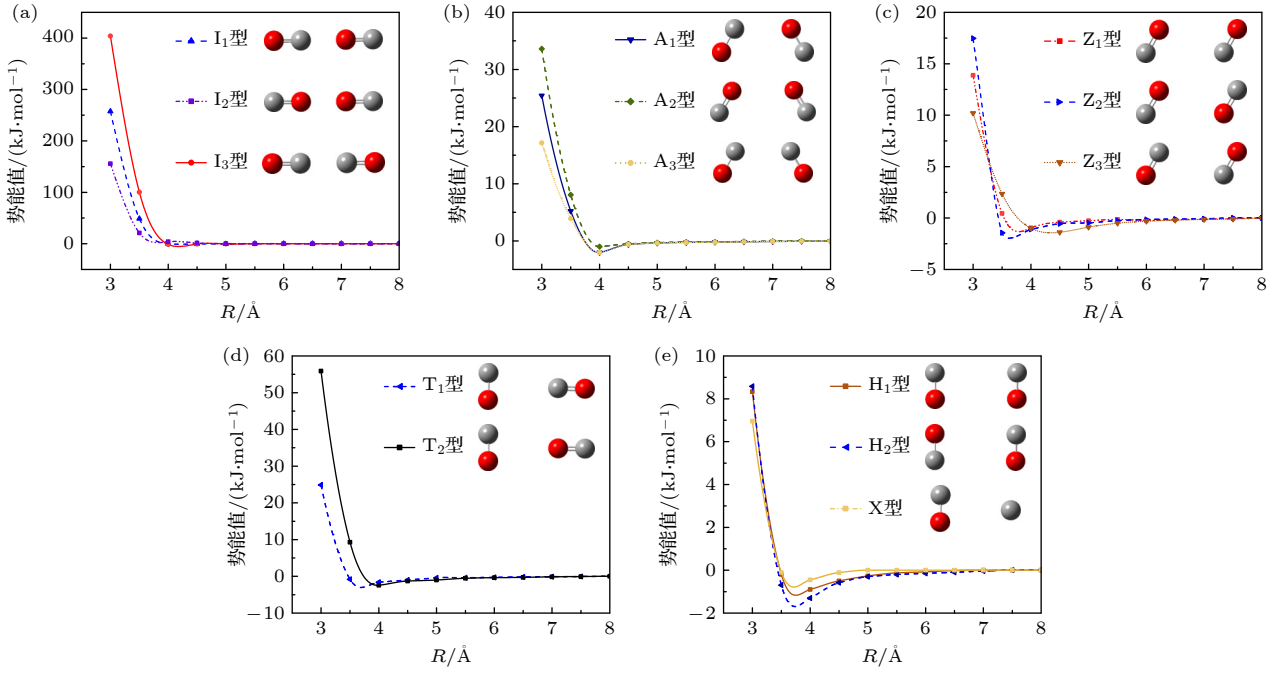 (a)
400
300
200
100
0
势能值/(kJ·mol⁻¹)
I₁型
I₂型
I₃型
3 4 5 6 7 8
R/Å
(b)
40
30
20
10
0
势能值/(kJ·mol⁻¹)
A₁型
A₂型
A₃型
3 4 5 6 7 8
R/Å
(c)
17.5
15
10
5
0
−2.5
−5
势能值/(kJ·mol⁻¹)
Z₁型
Z₂型
Z₃型
3 4 5 6 7 8
R/Å
(d)
60
50
40
30
20
10
0
−10
势能值/(kJ·mol⁻¹)
T₁型
T₂型
3 4 5 6 7 8
R/Å
(e)
10
8
6
4
2
0
−2
势能值/(kJ·mol⁻¹)
H₁型
H₂型
X型
3 4 5 6 7 8
R/Å